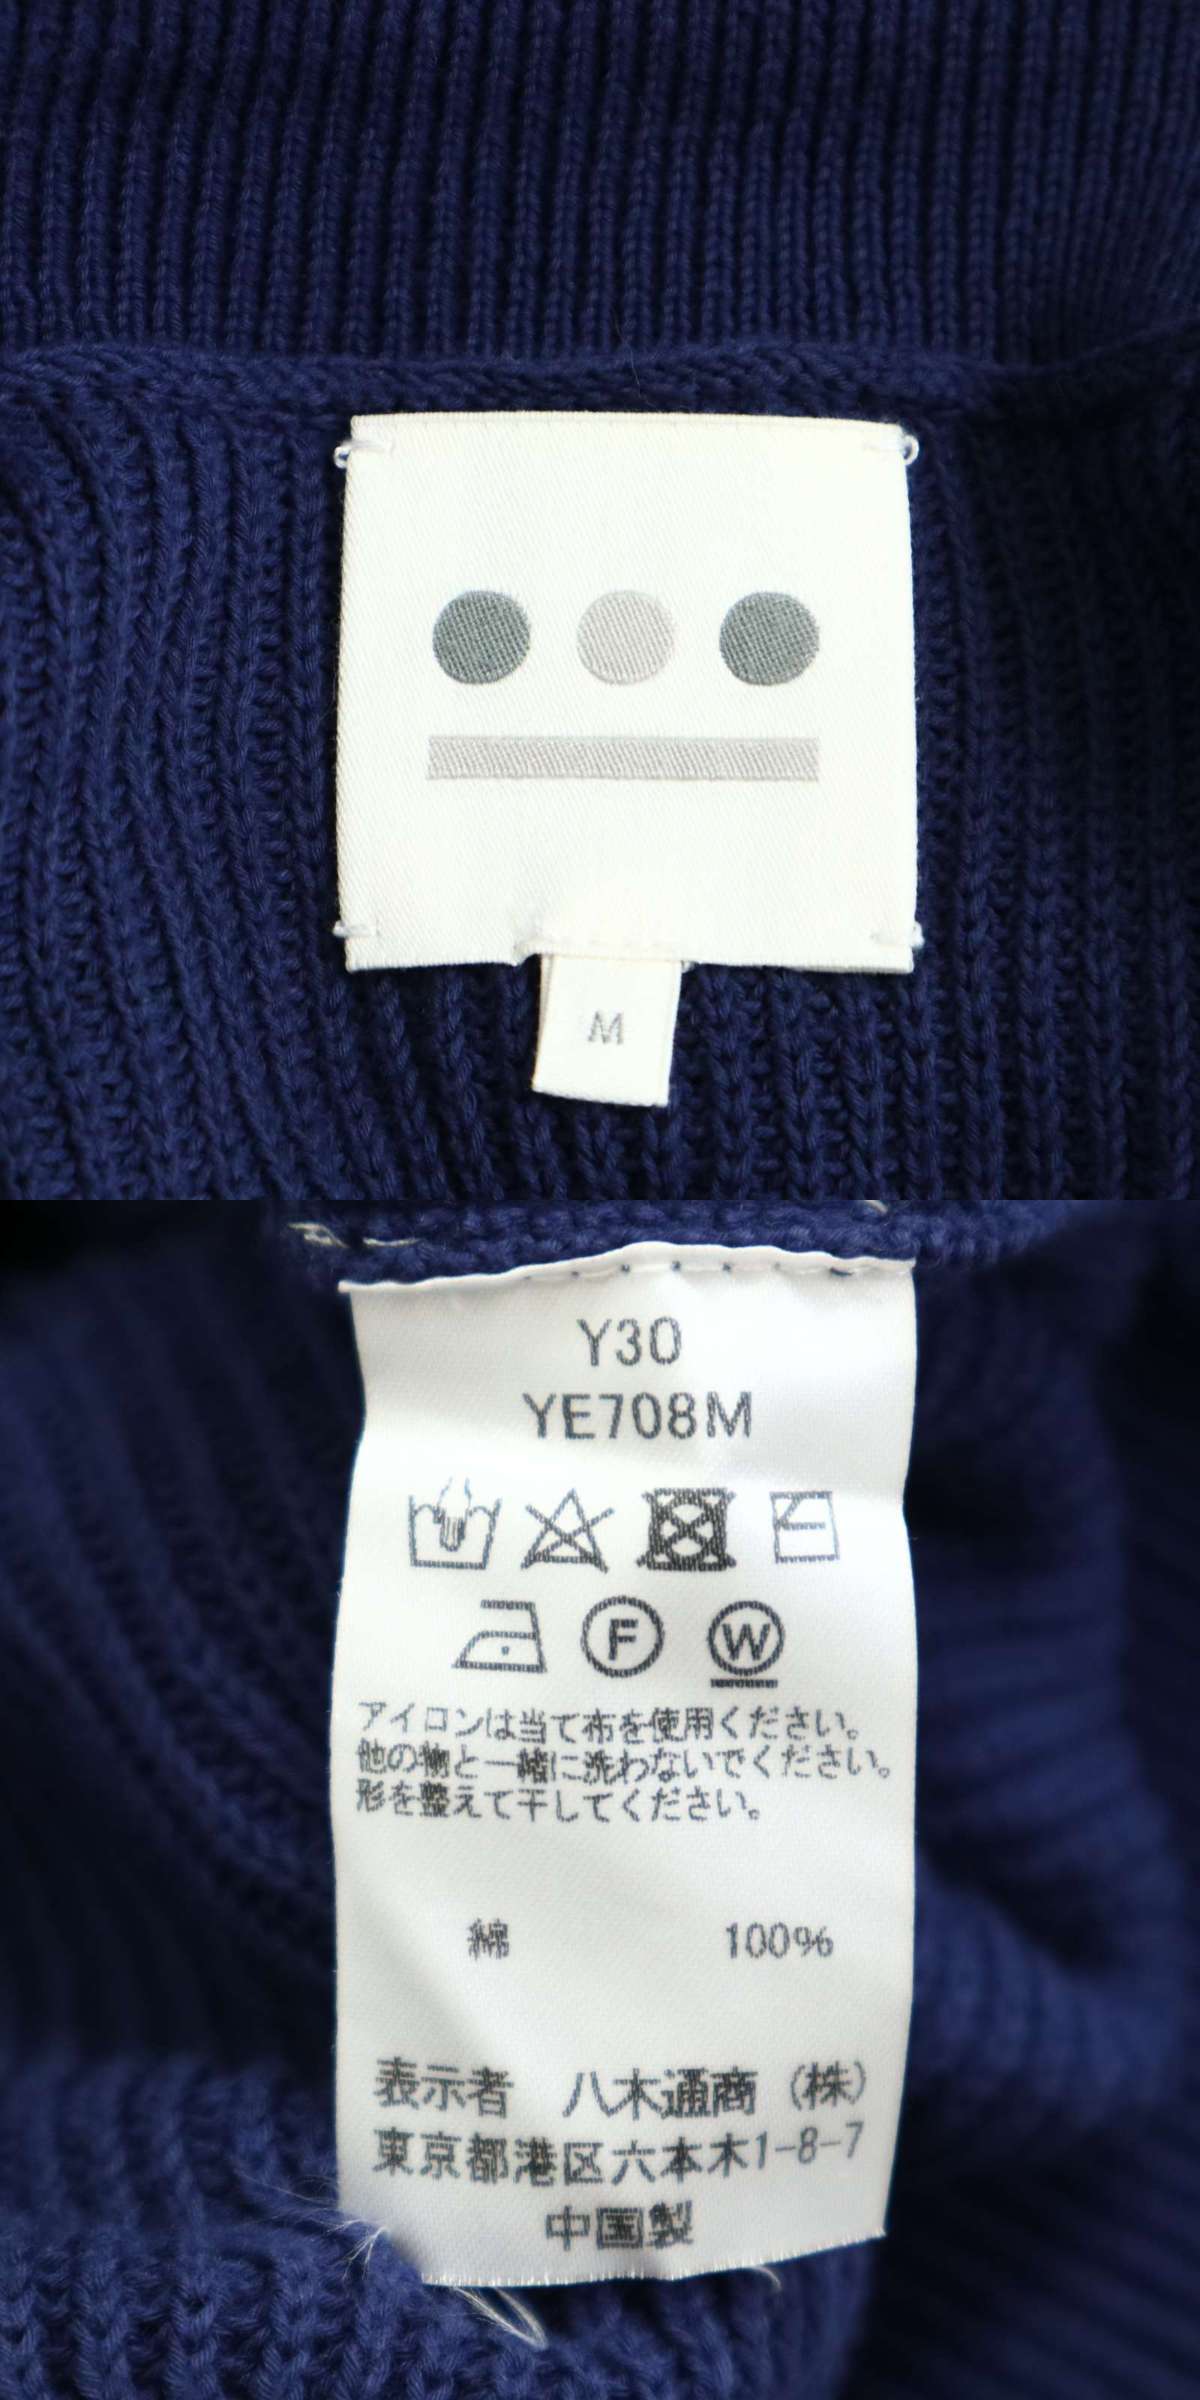 M
Y30
YE708M
F W
アイロンは当て布を使用ください。
他の物と一緒に洗わないでください。
形を整えて干してください。
綿 100%
表示者 八木通商（株）
東京都港区六本木1-8-7
中国製